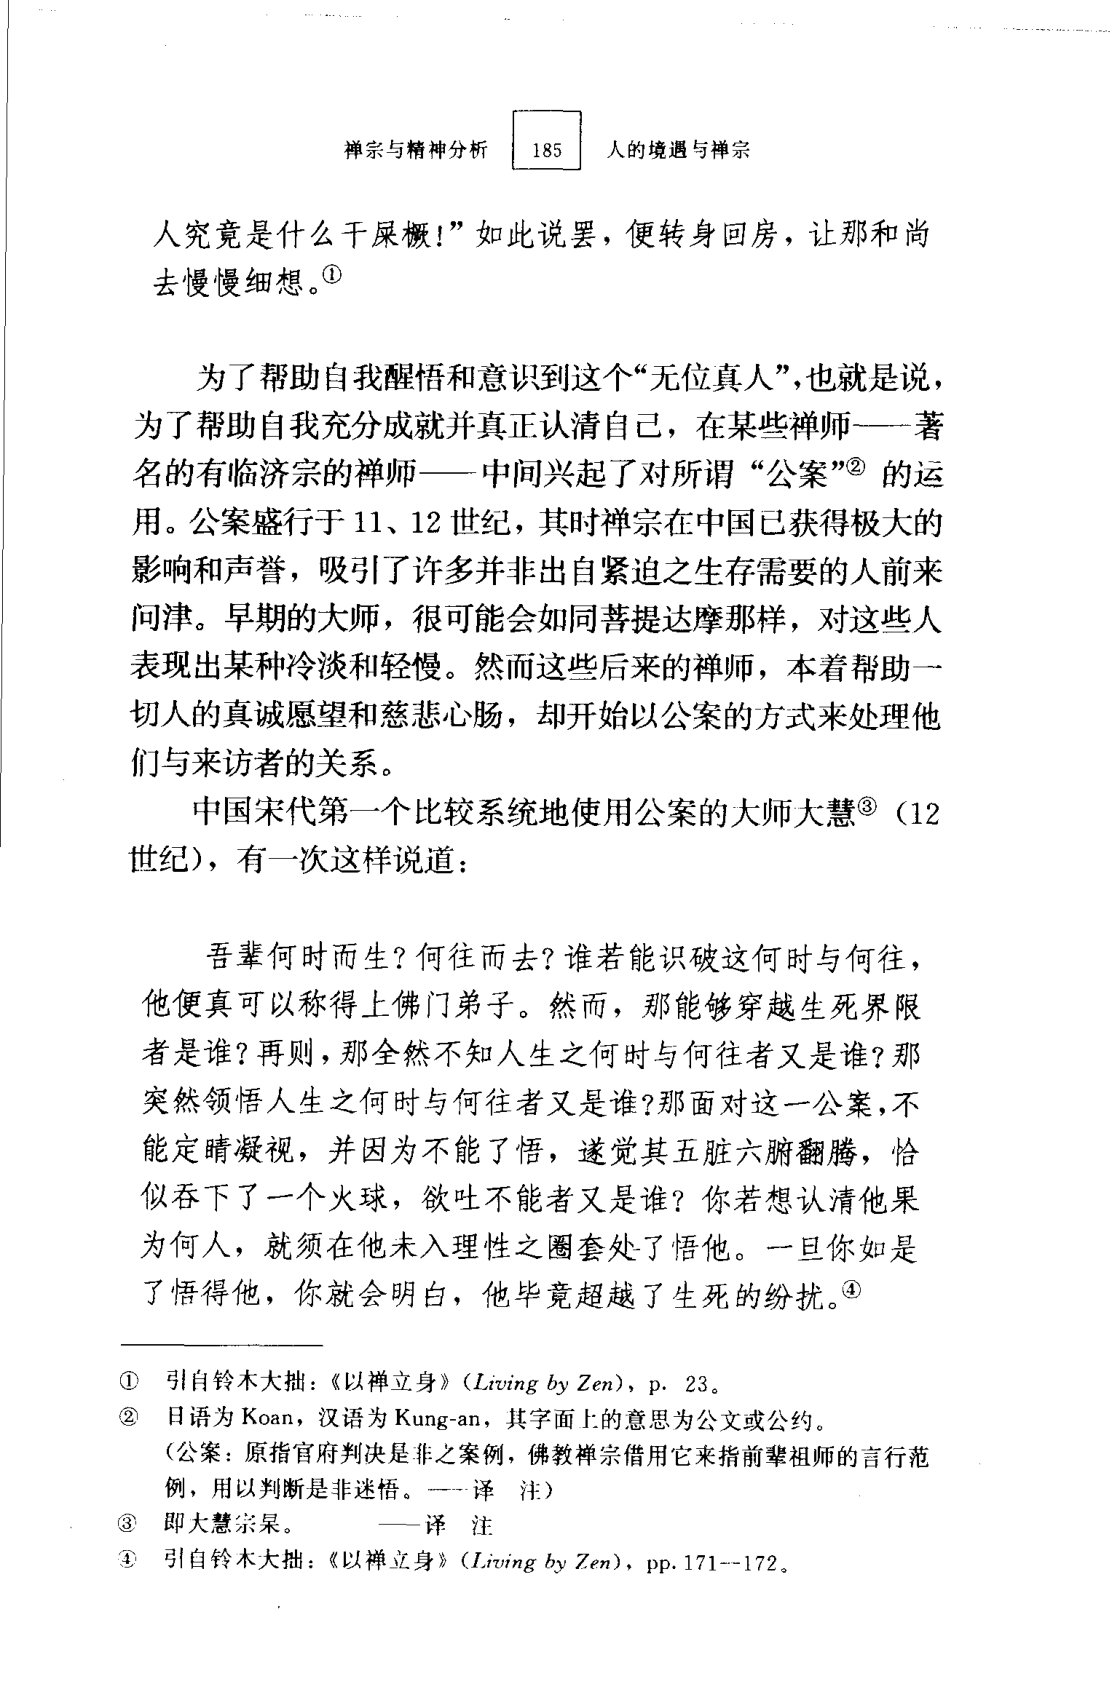 禅宗与精神分析 185 人的境遇与禅宗
人究竟是什么干屎橛！”如此说罢，便转身回房，让那和尚
去慢慢细想。①
为了帮助自我醒悟和意识到这个“无位真人”，也就是说，
为了帮助自我充分成就并真正认清自己，在某些禅师——著
名的有临济宗的禅师——中间兴起了对所谓“公案”② 的运
用。公案盛行于 11、12 世纪，其时禅宗在中国已获得极大的
影响和声誉，吸引了许多并非出自紧迫之生存需要的人前来
问津。早期的大师，很可能会如同菩提达摩那样，对这些人
表现出某种冷淡和轻慢。然而这些后来的禅师，本着帮助一
切人的真诚愿望和慈悲心肠，却开始以公案的方式来处理他
们与来访者的关系。
中国宋代第一个比较系统地使用公案的大师大慧③（12
世纪），有一次这样说道：
吾辈何时而生？何往而去？谁若能识破这何时与何往，
他便真可以称得上佛门弟子。然而，那能够穿越生死界限
者是谁？再则，那全然不知人生之何时与何往者又是谁？那
突然领悟人生之何时与何往者又是谁？那面对这一公案，不
能定睛凝视，并因为不能了悟，遂觉其五脏六腑翻腾，恰
似吞下了一个火球，欲吐不能者又是谁？你若想认清他果
为何人，就须在他未入理性之圈套处了悟他。一旦你如是
了悟得他，你就会明白，他毕竟超越了生死的纷扰。④
① 引自铃木大拙：《以禅立身》（Living by Zen），p. 23。
② 日语为 Koan，汉语为 Kung-an，其字面上的意思为公文或公约。
（公案：原指官府判决是非之案例，佛教禅宗借用它来指前辈祖师的言行范
例，用以判断是非迷悟。——译 注）
③ 即大慧宗杲。 ——译 注
④ 引自铃木大拙：《以禅立身》（Living by Zen），pp. 171—172。